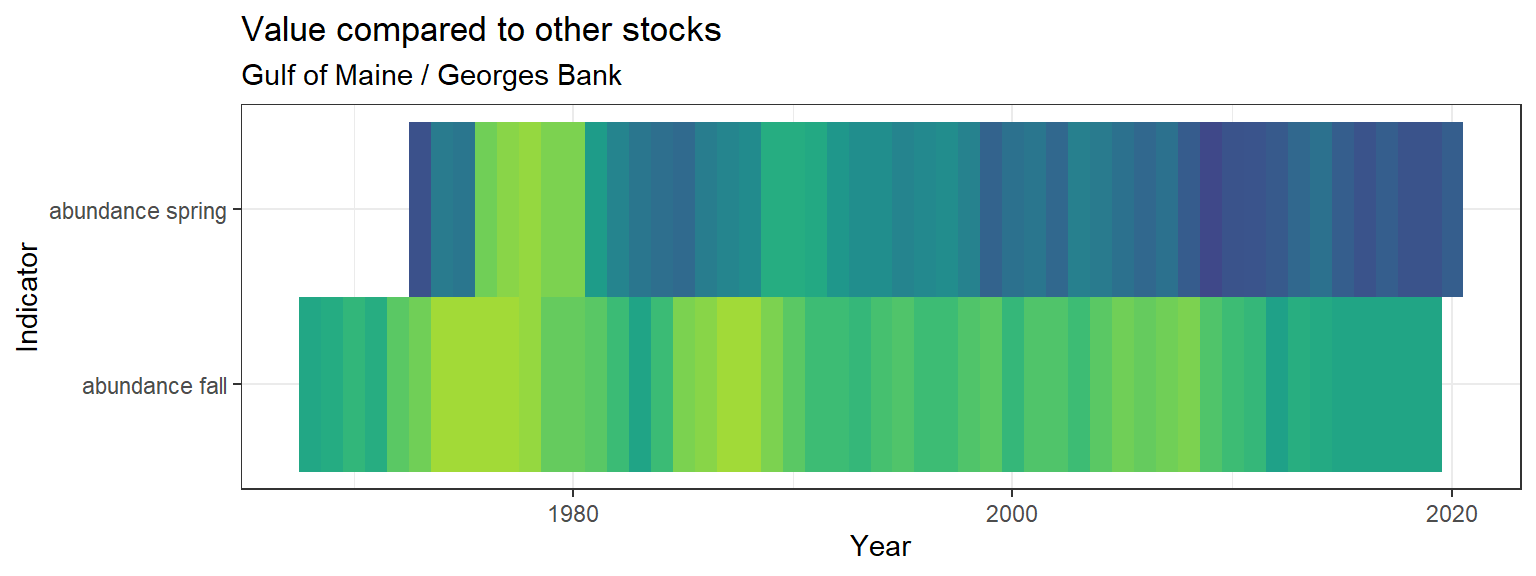 Value compared to other stocks
Gulf of Maine / Georges Bank
Indicator
abundance spring
abundance fall
1980
2000
2020
Year